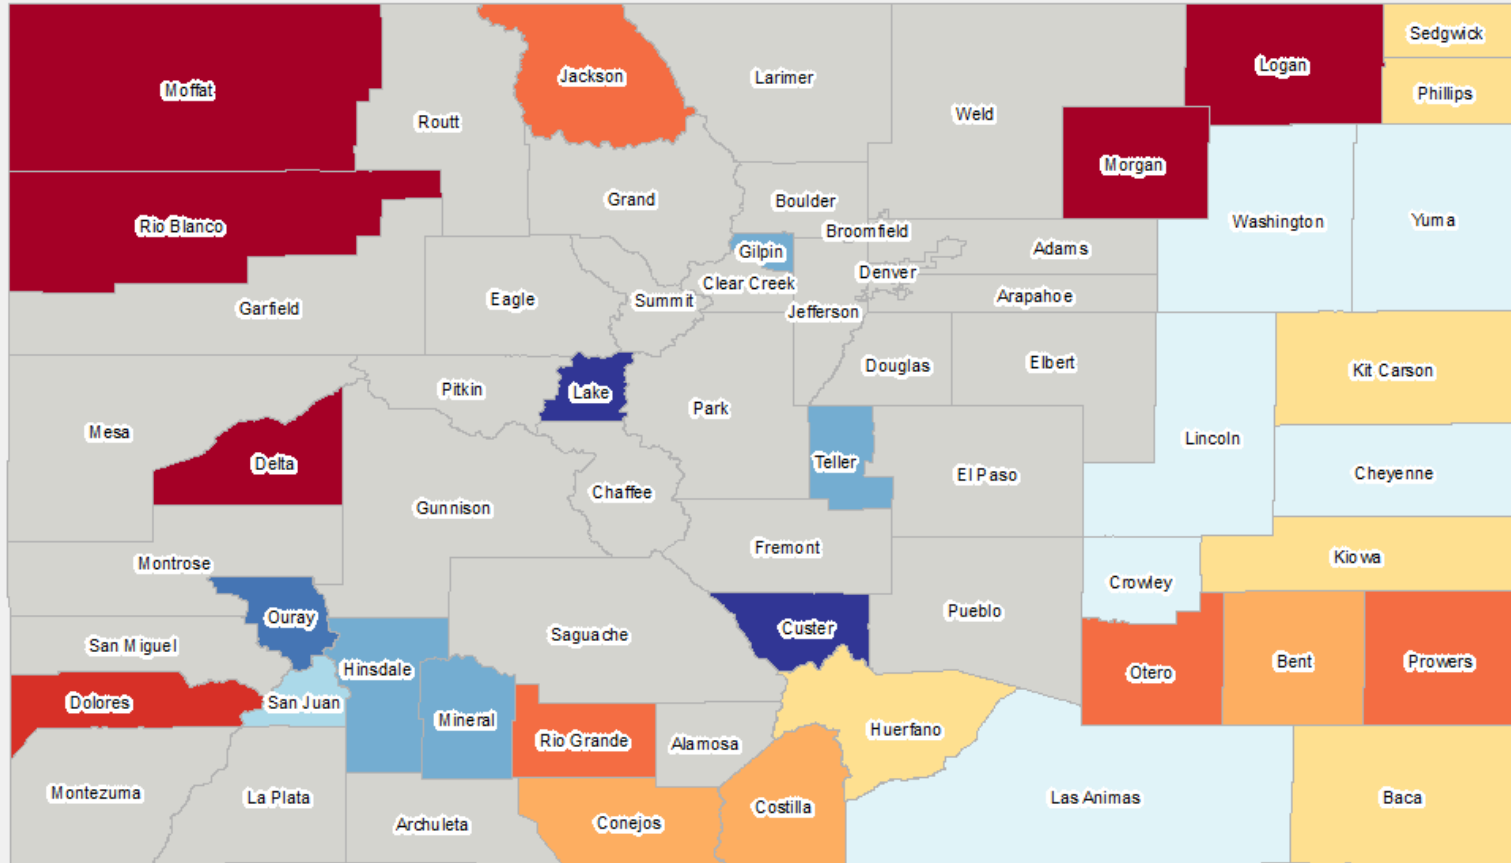 Sedgwick
Logan
Jackson
Larimer
Moffat
Phillips
Weld
Routt
Morgan
Grand
Boulder
Washington
Yuma
Rio Blanco
Broomfield
Gilpin
Adams
Denver
Clear Creek
Arapahoe
Eagle
Summit
Garfield
Jefferson
Elbert
Douglas
Kit Carson
Pitkin
Lake
Park
Mesa
Lincoln
Delta
Teller
Cheyenne
El Paso
Chaffee
Gunnison
Fremont
Kiowa
Montrose
Crowley
Pueblo
Ouray
Custer
Saguache
San Miguel
Bent
Prowers
Hinsdale
Otero
Dolores
San Juan
Mineral
Huerfano
Rio Grande
Alamosa
Montezuma
La Plata
Las Animas
Baca
Costilla
Conejos
Archuleta